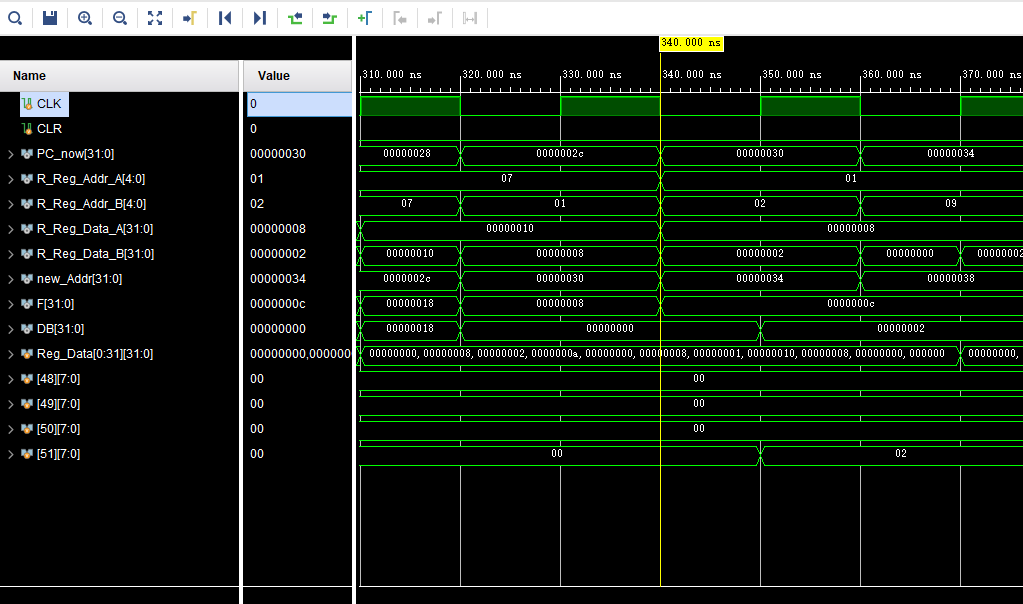 340.000 ns
Name Value 310.000 ns 320.000 ns 330.000 ns 340.000 ns 350.000 ns 360.000 ns 370.000 ns
CLK 0
CLR 0
PC_now[31:0] 00000030 00000028 0000002c 00000030 00000034
R_Reg_Addr_A[4:0] 01 07 01
R_Reg_Addr_B[4:0] 02 07 01 02 09
R_Reg_Data_A[31:0] 00000008 00000010 00000008
R_Reg_Data_B[31:0] 00000002 00000010 00000008 00000002 00000000 00000002
new_Addr[31:0] 00000034 0000002c 00000030 00000034 00000038
F[31:0] 0000000c 00000018 00000008 0000000c
DB[31:0] 00000000 00000018 00000000 00000002
Reg_Data[0:31][31:0] 00000000,000000 00000000,00000008,00000002,0000000a,00000000,00000008,00000001,00000010,00000008,00000000,000000 00000000,
[48][7:0] 00 00
[49][7:0] 00 00
[50][7:0] 00 00
[51][7:0] 00 00 02